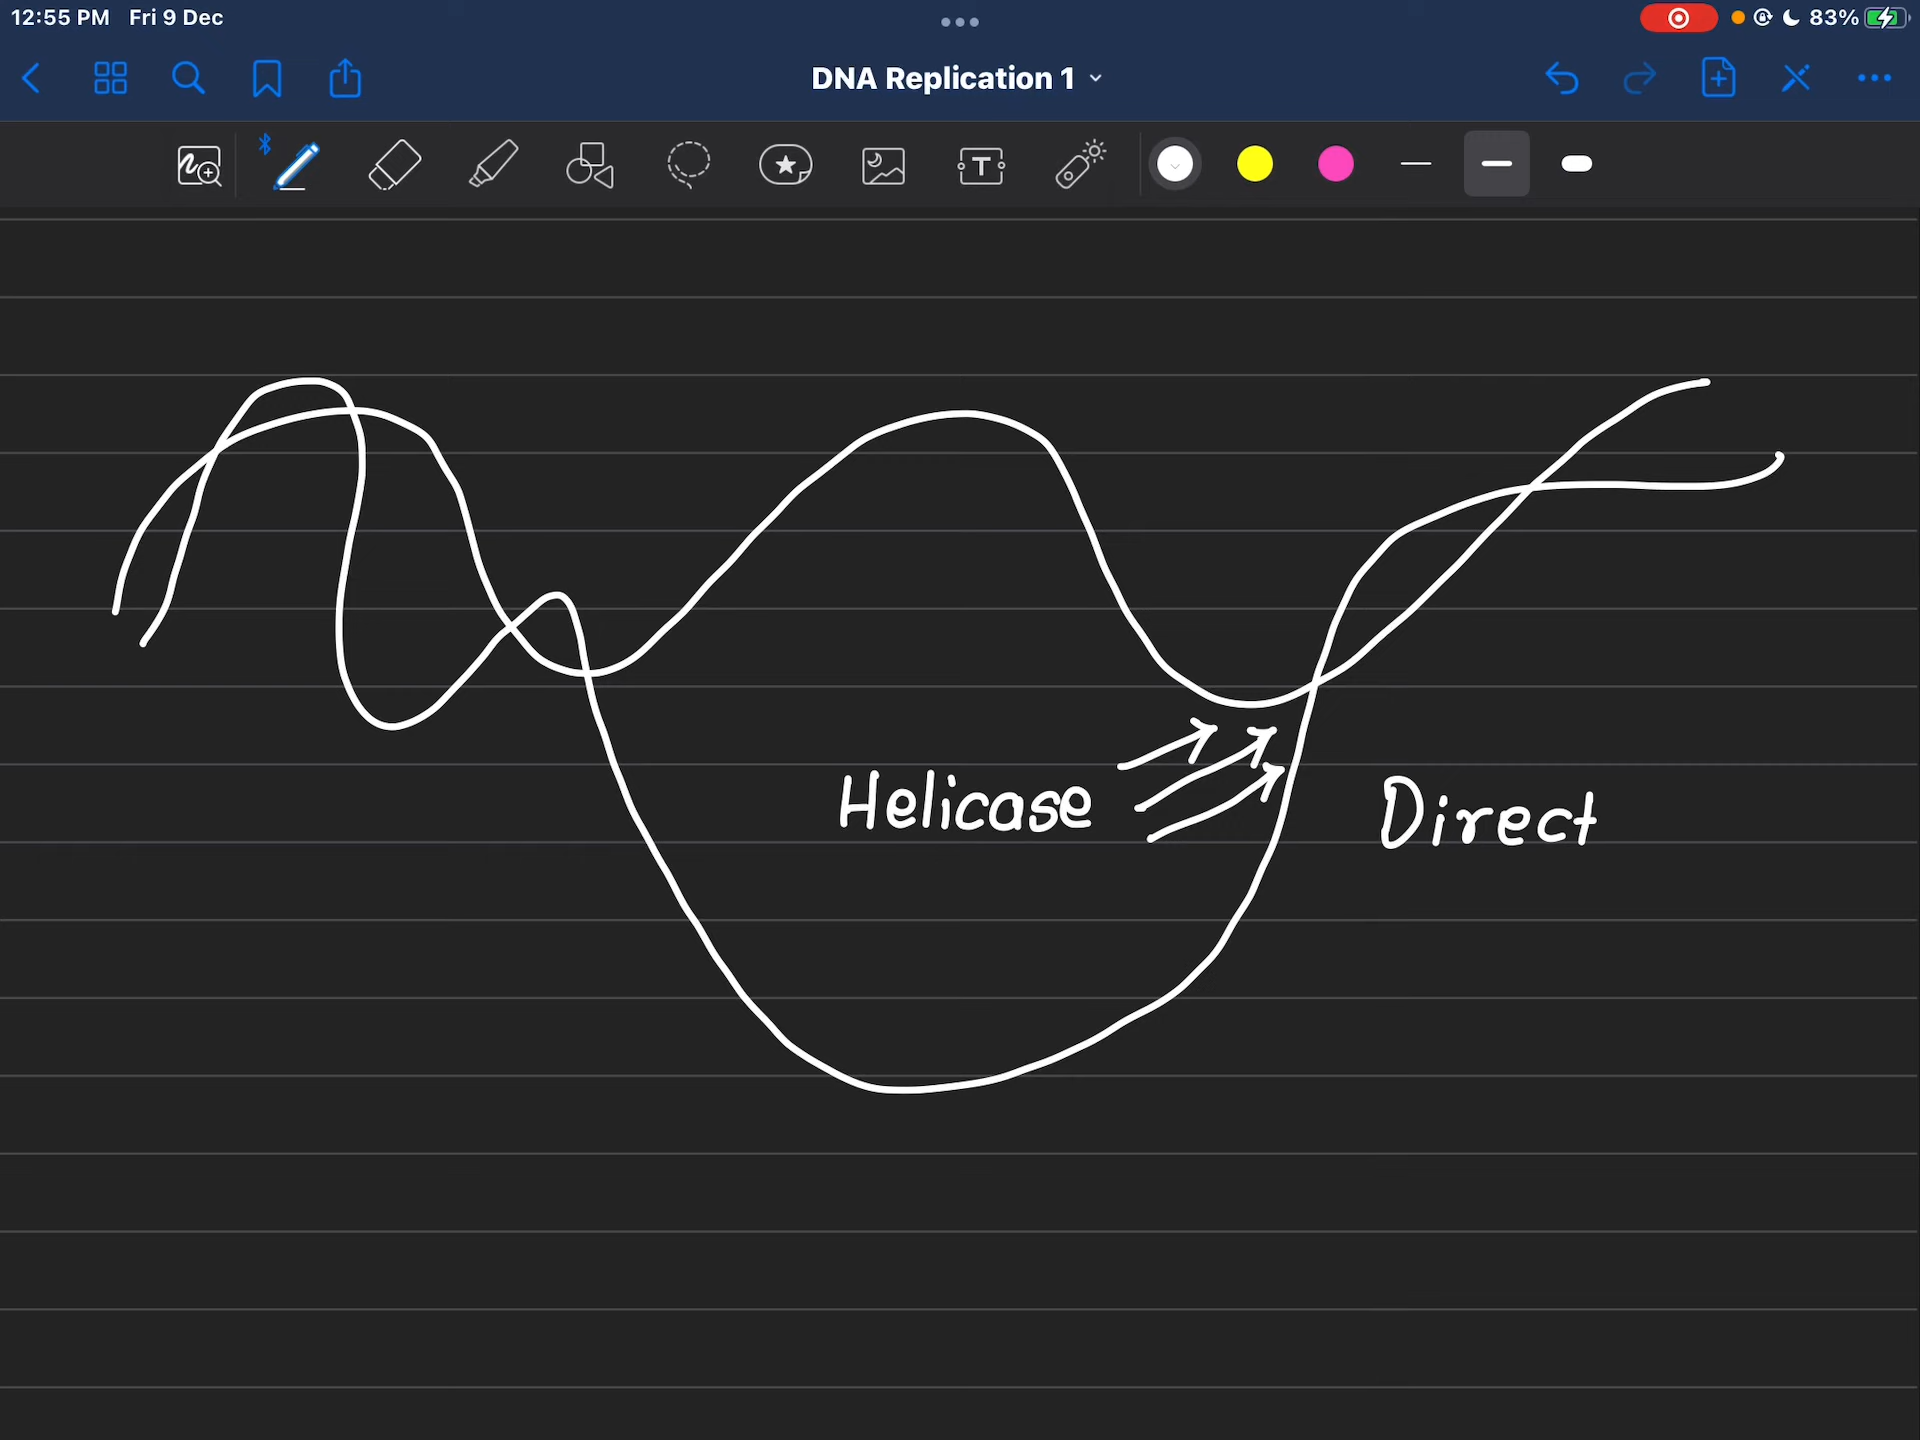 12:55 PM Fri 9 Dec
83%
DNA Replication 1
T
Helicase
Direct